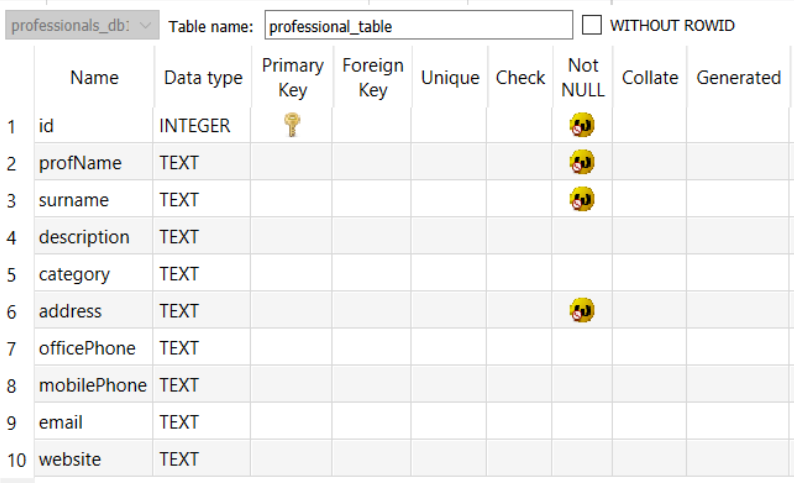 professionals_db1 Table name: professional_table WITHOUT ROWID
Name Data type Primary Key Foreign Key Unique Check Not NULL Collate Generated
1 id INTEGER
2 profName TEXT
3 surname TEXT
4 description TEXT
5 category TEXT
6 address TEXT
7 officePhone TEXT
8 mobilePhone TEXT
9 email TEXT
10 website TEXT